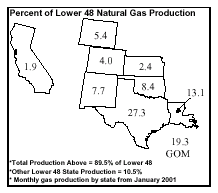 Percent of Lower 48 Natural Gas Production
5.4
4.0
1.9
2.4
8.4
7.7
13.1
27.3
19.3
GOM
*Total Production Above = 89.5% of Lower 48
*Other Lower 48 State Production = 10.5%
* Monthly gas production by state from January 2001